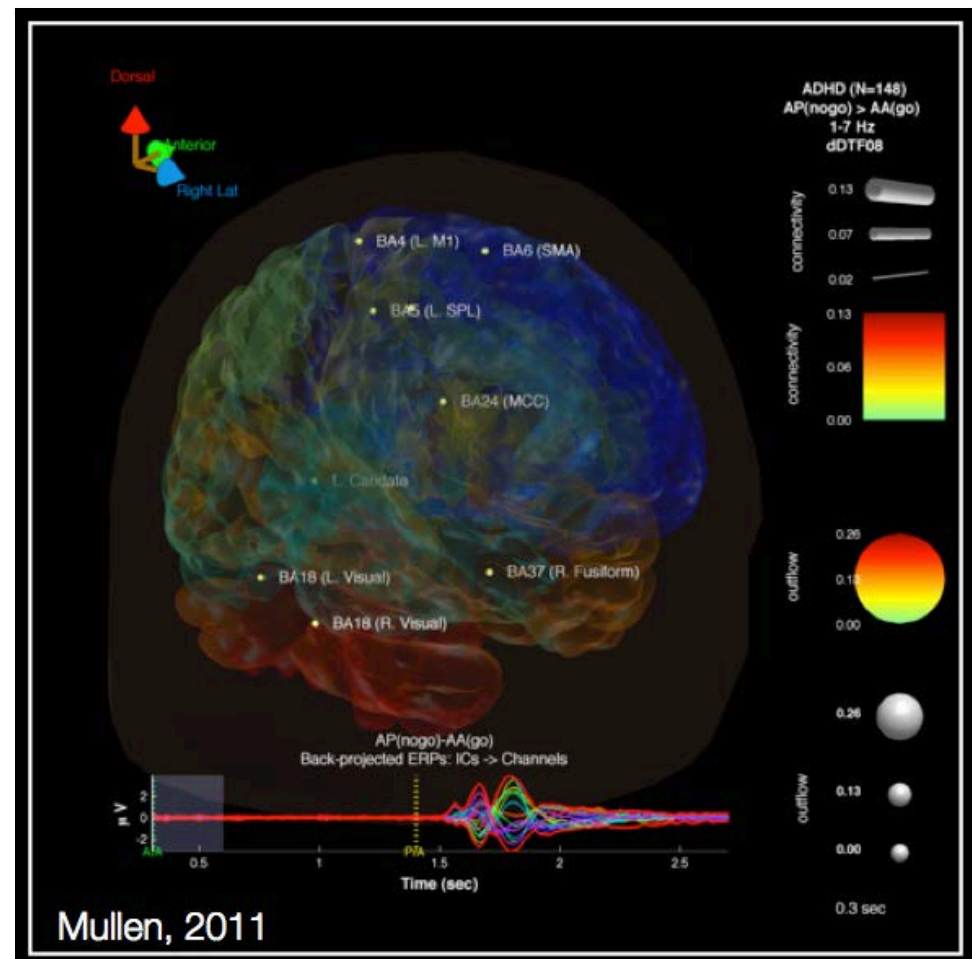 Dorsal
Anterior
Right Lat
ADHD (N=148)
AP(nogo) > AA(go)
1-7 Hz
dDTF08
connectivity
0.13
0.07
0.02
connectivity
0.13
0.06
0.00
outflow
0.26
0.13
0.00
outflow
0.26
0.13
0.00
0.3 sec
BA4 (L. M1)
BA6 (SMA)
BA5 (L. SPL)
BA24 (MCC)
L. Caudate
BA18 (L. Visual)
BA37 (R. Fusiform)
BA18 (R. Visual)
AP(nogo)-AA(go)
Back-projected ERPs: ICs -> Channels
μ V
2
0
-2
P/A
0.5
1
1.5
2
2.5
Time (sec)
Mullen, 2011